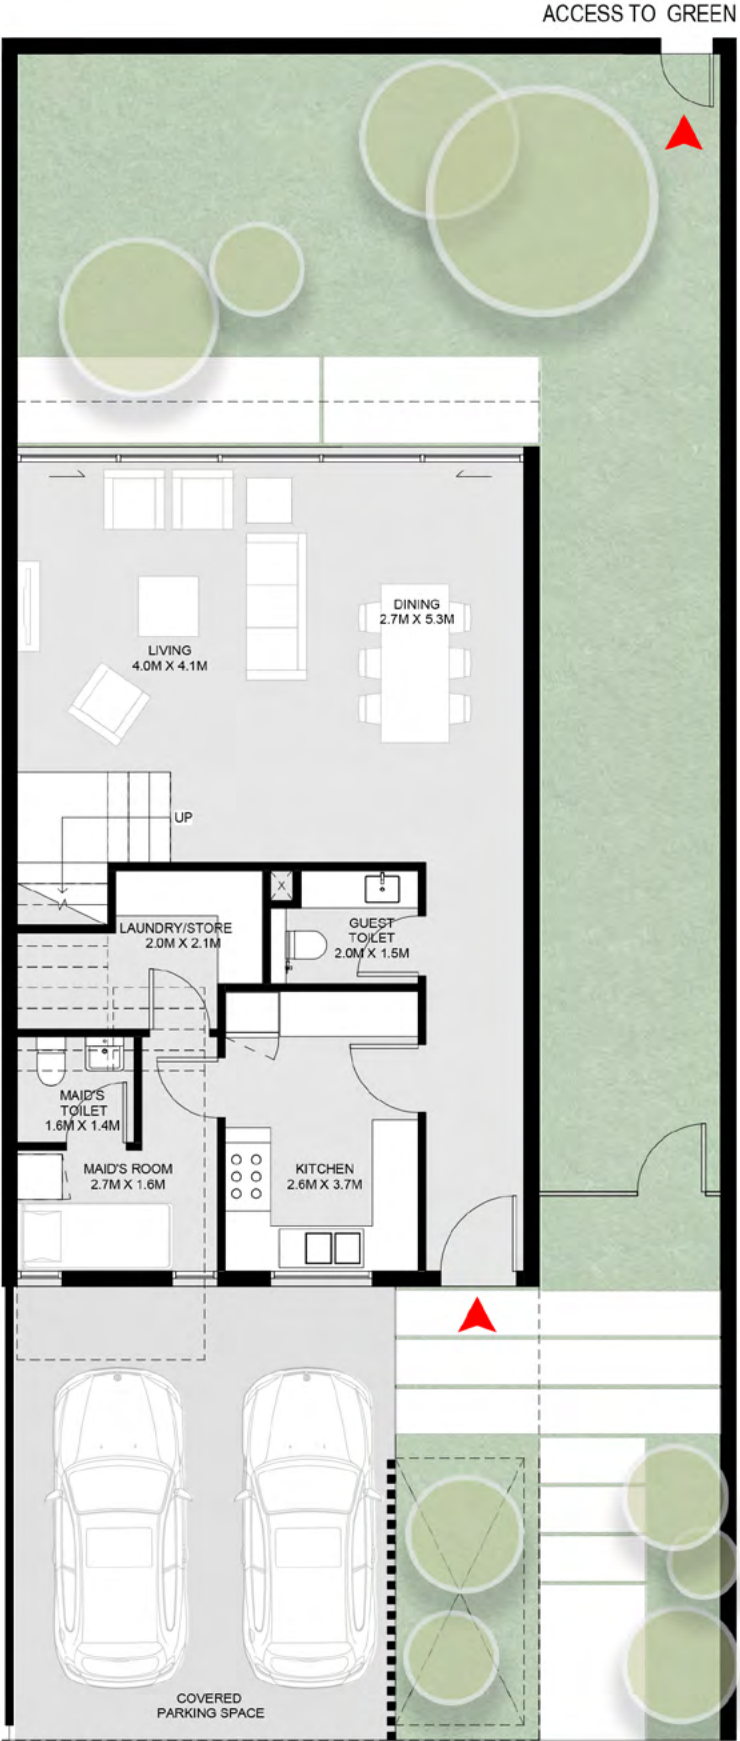 ACCESS TO GREEN
DINING
2.7M X 5.3M
LIVING
4.0M X 4.1M
UP
X
LAUNDRY/STORE
2.0M X 2.1M
GUEST
TOILET
2.0M X 1.5M
MAID'S
TOILET
1.6M X 1.4M
MAID'S ROOM
2.7M X 1.6M
KITCHEN
2.6M X 3.7M
COVERED
PARKING SPACE